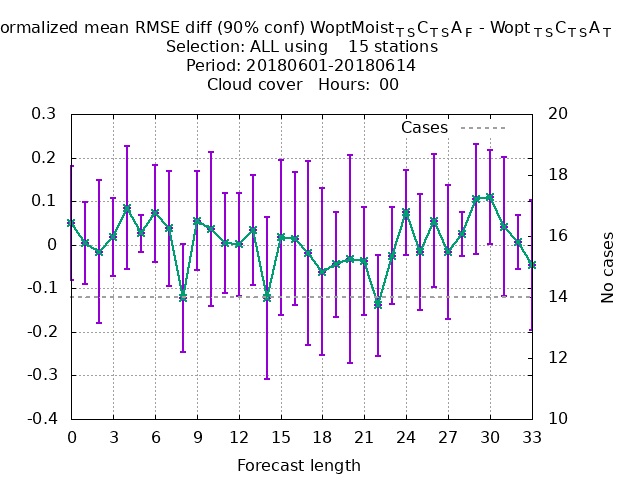 ormalized mean RMSE diff (90% conf) WoptMoist_TSC_TSA_F - Wopt_TSC_TSA_T
Selection: ALL using 15 stations
Period: 20180601-20180614
Cloud cover Hours: 00
Cases
0.3
0.2
0.1
0
-0.1
-0.2
-0.3
-0.4
20
18
16
14
12
10
No cases
0 3 6 9 12 15 18 21 24 27 30 33
Forecast length